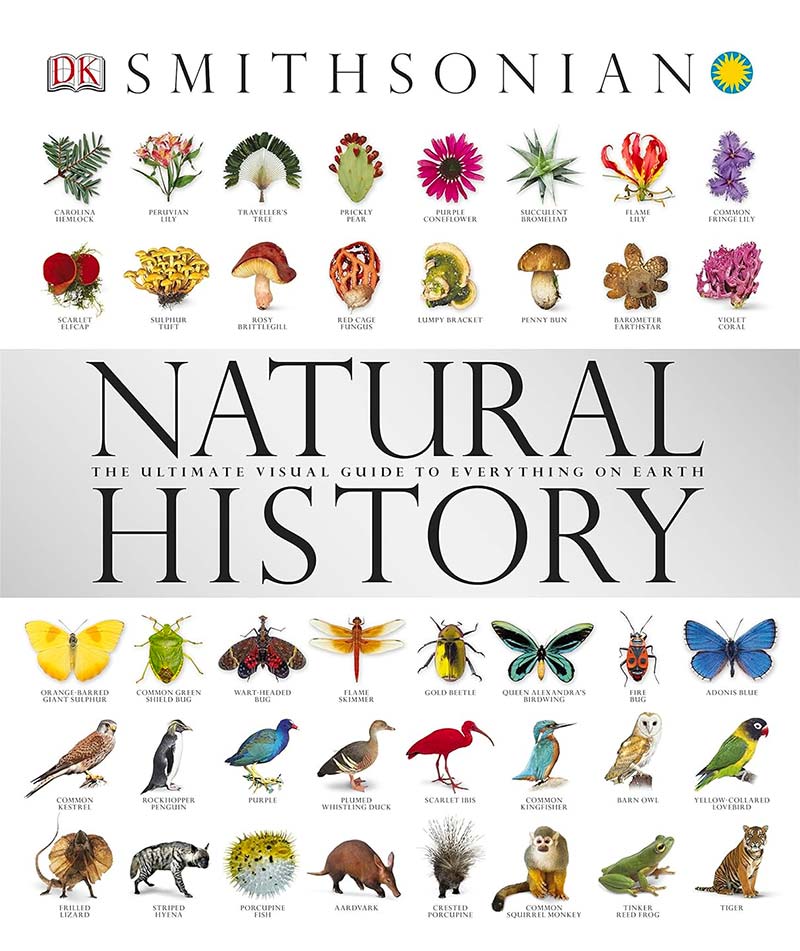 DK SMITHSONIAN
CAROLINA HEMLOCK
PERUVIAN LILY
TRAVELLER'S TREE
PRICKLY PEAR
PURPLE CONEFLOWER
SUCCULENT BROMELIAD
FLAME LILY
COMMON FRINGE LILY
SCARLET ELFCAP
SULPHUR TUFT
ROSY BRITTLEGILL
RED CAGE FUNGUS
LUMPY BRACKET
PENNY BUN
BAROMETER EARTHSTAR
VIOLET CORAL
NATURAL
THE ULTIMATE VISUAL GUIDE TO EVERYTHING ON EARTH
HISTORY
ORANGE-BARRED GIANT SULPHUR
COMMON GREEN SHIELD BUG
WART-HEADED BUG
FLAME SKIMMER
GOLD BEETLE
QUEEN ALEXANDRA'S BIRDWING
FIRE BUG
ADONIS BLUE
COMMON KESTREL
ROCKHOPPER PENGUIN
PURPLE
PLUMED WHISTLING DUCK
SCARLET IBIS
COMMON KINGFISHER
BARN OWL
YELLOW-COLLARED LOVEBIRD
FRILLED LIZARD
STRIPED HYENA
PORCUPINE FISH
AARDVARK
CRESTED PORCUPINE
COMMON SQUIRREL MONKEY
TINKER REED FROG
TIGER